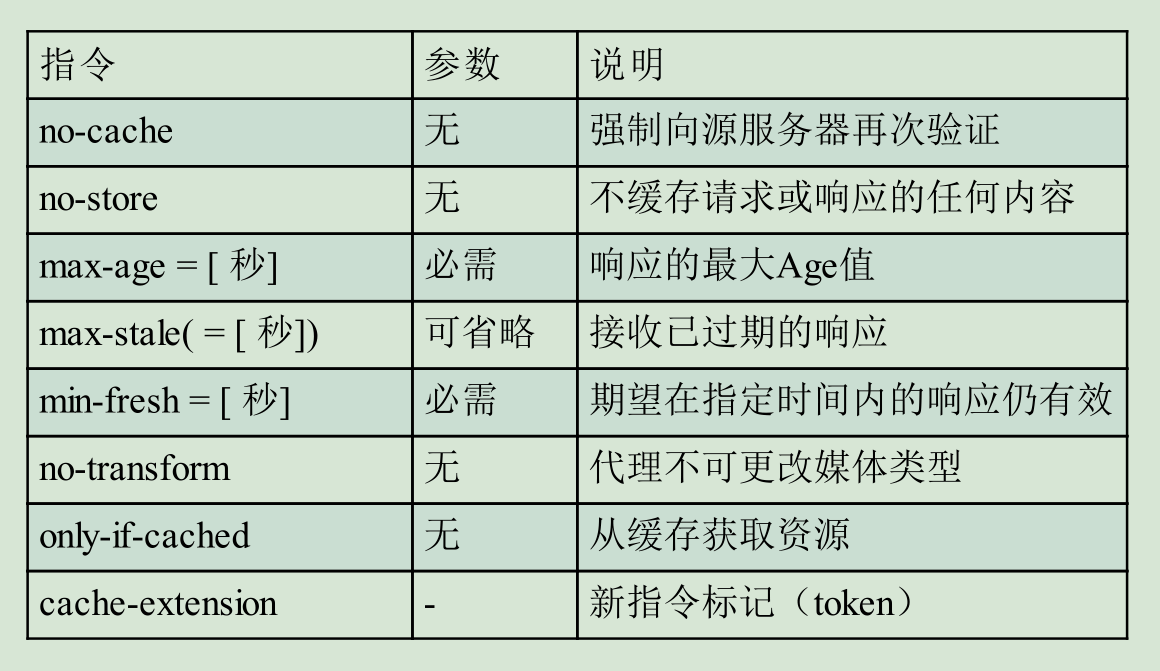 指令 参数 说明
no-cache 无 强制向源服务器再次验证
no-store 无 不缓存请求或响应的任何内容
max-age = [ 秒] 必需 响应的最大Age值
max-stale( = [ 秒]) 可省略 接收已过期的响应
min-fresh = [ 秒] 必需 期望在指定时间内的响应仍有效
no-transform 无 代理不可更改媒体类型
only-if-cached 无 从缓存获取资源
cache-extension - 新指令标记（token）